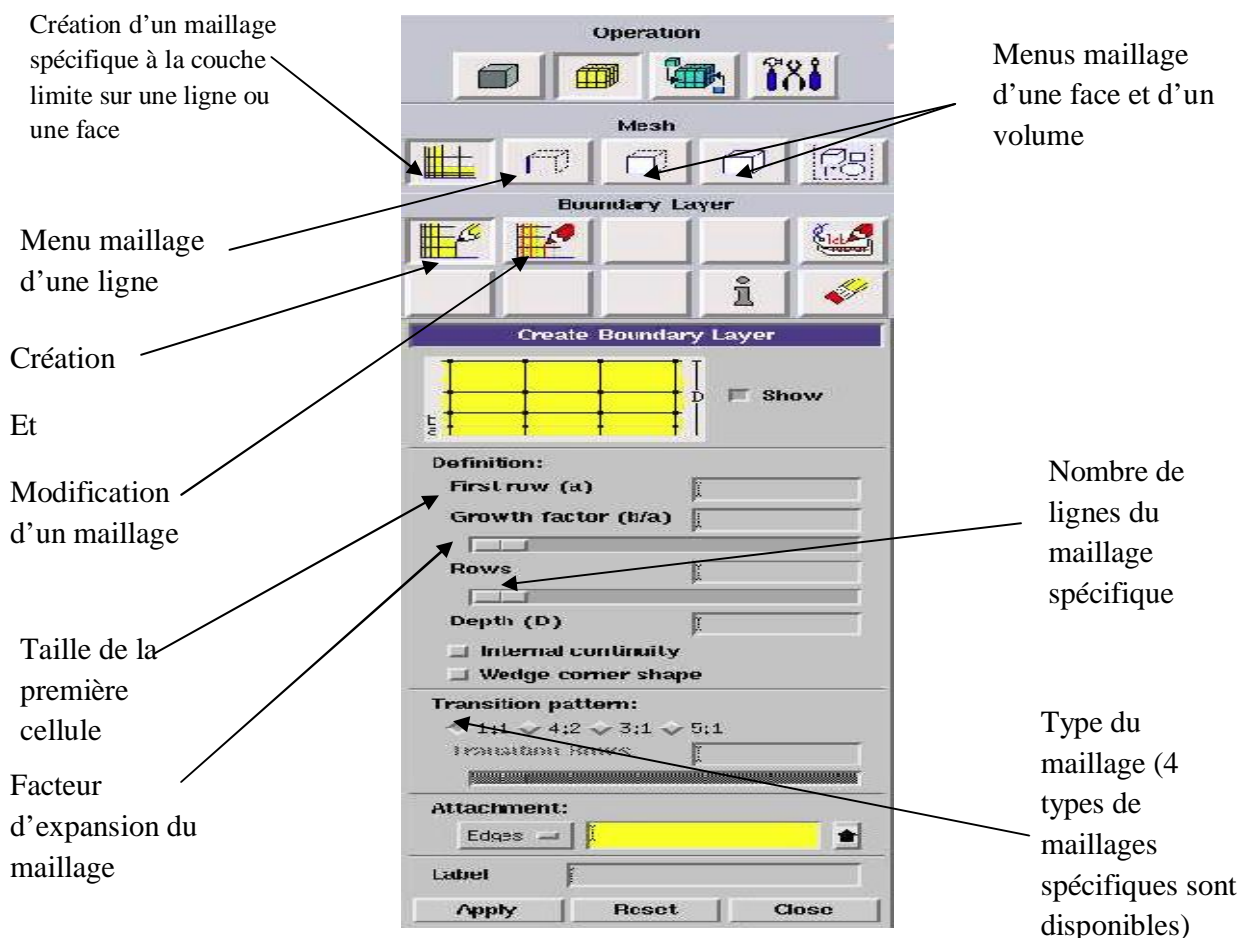 Création d’un maillage
spécifique à la couche
limite sur une ligne ou
une face
Menu maillage
d’une ligne
Création
Et
Modification
d’un maillage
Taille de la
première
cellule
Facteur
d’expansion du
maillage
Operation
Mesh
Boundary Layer
Create Boundary Layer
D
Show
Definition:
First row (a)
Growth factor (b/a)
Rows
Depth (D)
Internal continuity
Wedge corner shape
Transition pattern:
1:1 4:2 3:1 5:1
Transition Rows
Attachment:
Edges
Label
Apply Reset Close
Menus maillage
d’une face et d’un
volume
Nombre de
lignes du
maillage
spécifique
Type du
maillage (4
types de
maillages
spécifiques sont
disponibles)